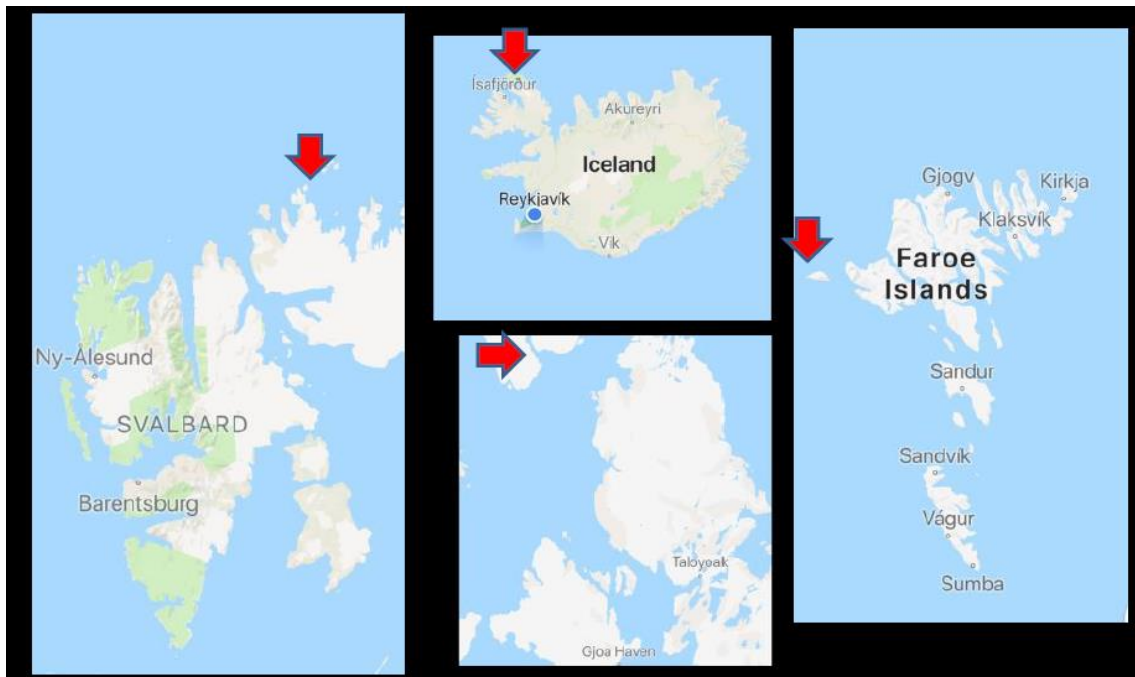 Ny-Ålesund
SVALBARD
Barentsburg
Ísafjörður
Akureyri
Iceland
Reykjavík
Vik
Taloyoak
Gjoa Haven
Gjogv
Kirkja
Klaksvík
Faroe
Islands
Sandur
Sandvík
Vágur
Sumba